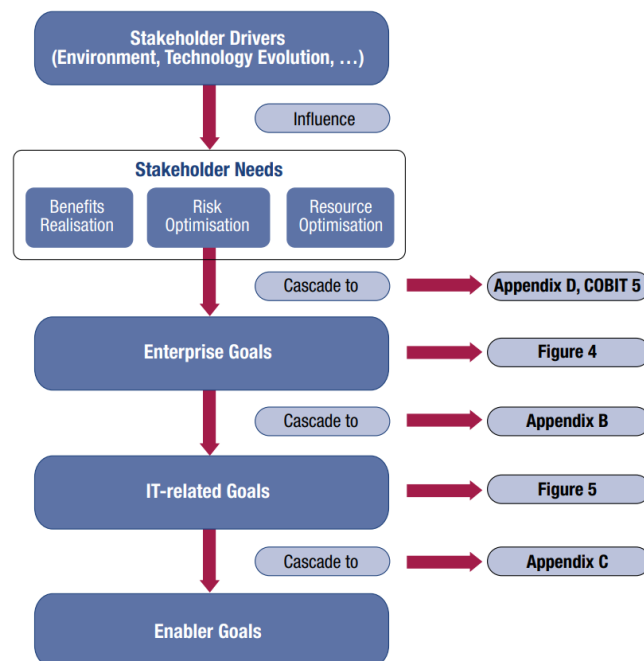 Stakeholder Drivers
(Environment, Technology Evolution, …)
Influence
Stakeholder Needs
Benefits
Realisation
Risk
Optimisation
Resource
Optimisation
Cascade to
Appendix D, COBIT 5
Enterprise Goals
Figure 4
Cascade to
Appendix B
IT-related Goals
Figure 5
Cascade to
Appendix C
Enabler Goals